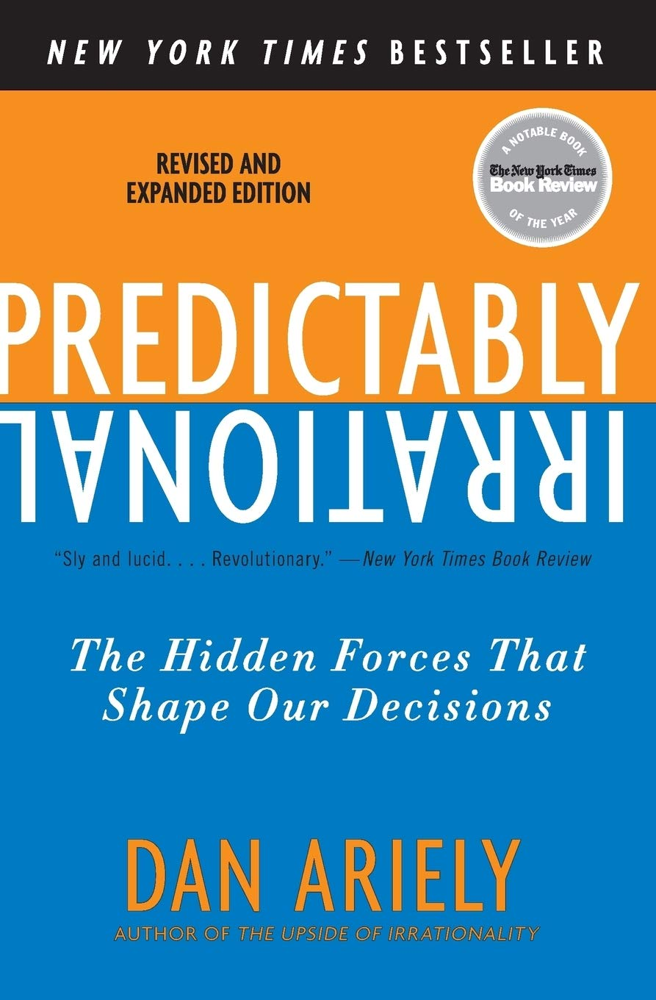 NEW YORK TIMES BESTSELLER
REVISED AND
EXPANDED EDITION
A NOTABLE BOOK
The New York Times
Book Review
OF THE YEAR
PREDICTABLY
IRRATIONAL
“Sly and lucid. . . . Revolutionary.” —New York Times Book Review
The Hidden Forces That
Shape Our Decisions
DAN ARIELY
AUTHOR OF THE UPSIDE OF IRRATIONALITY